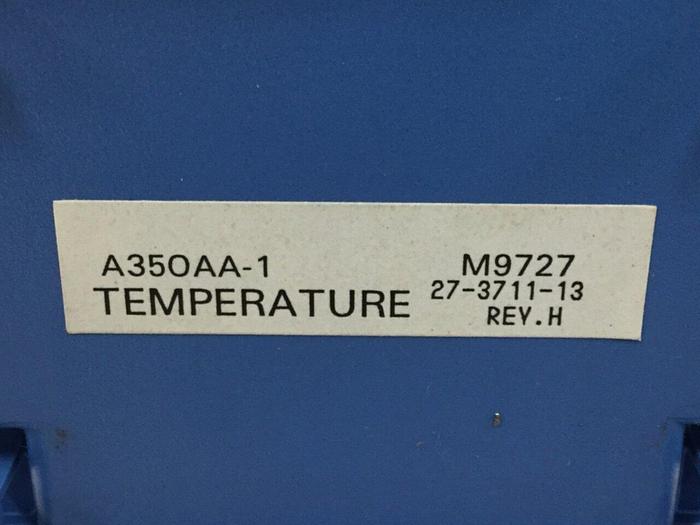 A350AA-1
TEMPERATURE
M9727
27-3711-13
REV.H